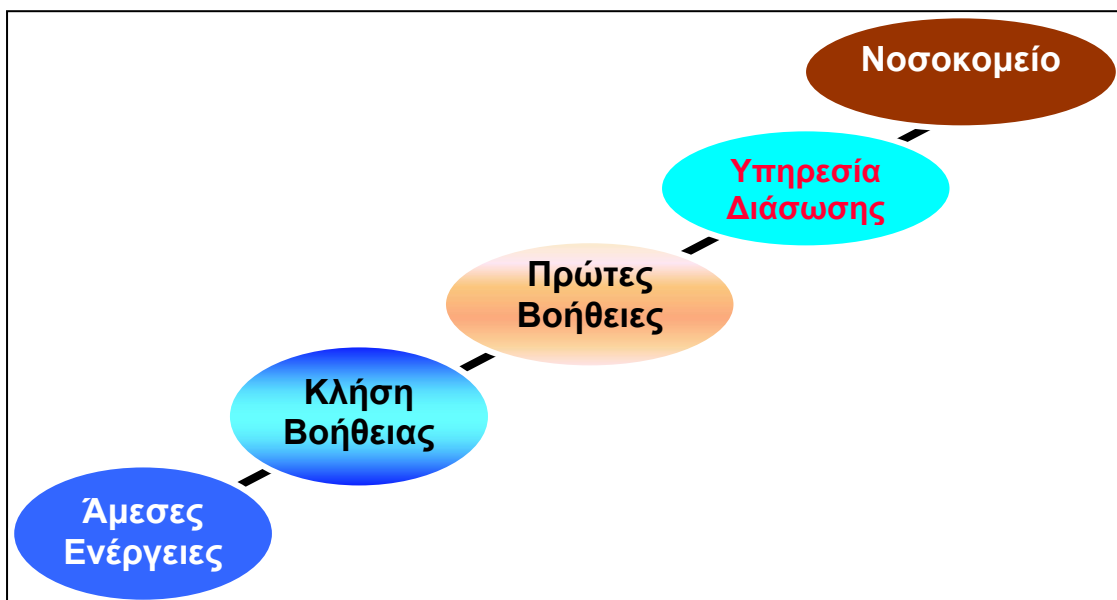 Νοσοκομείο
Υπηρεσία
Διάσωσης
Πρώτες
Βοήθειες
Κλήση
Βοήθειας
Άμεσες
Ενέργειες